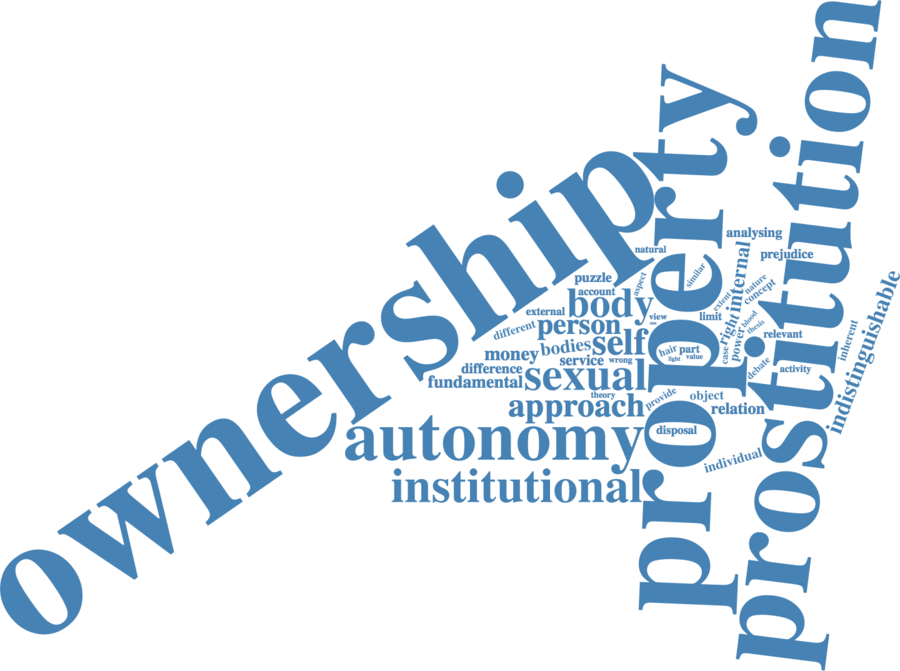 ownership
property
prostitution
natural
analysing
prejudice
puzzle
aspect
similar
internal
account
body
extent
nature
concept
external
view
limit
right
blood
different
person
power
thesis
relevant
money
bodies
self
hair
part
case
inherent
indistinguishable
service
wrong
light
value
debate
difference
activity
fundamental
sexual
theory
provide
object
approach
relation
autonomy
disposal
individual
institutional